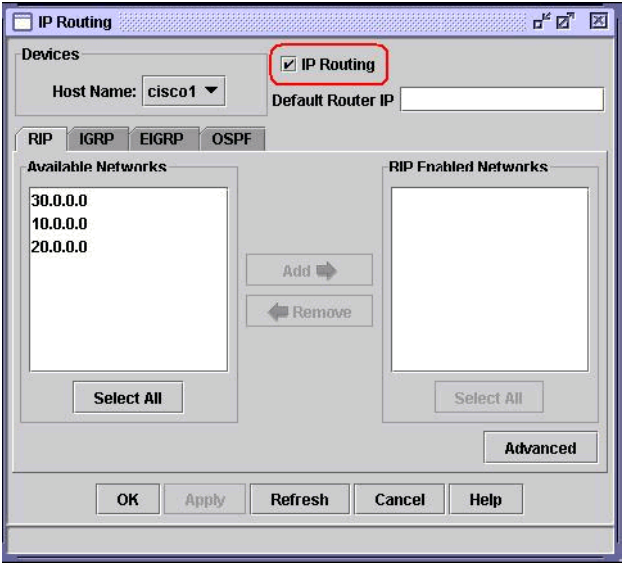 IP Routing
Devices
IP Routing
Host Name: cisco1
Default Router IP
RIP IGRP EIGRP OSPF
Available Networks
RIP Enabled Networks
30.0.0.0
10.0.0.0
20.0.0.0
Add
Remove
Select All
Select All
Advanced
OK Apply Refresh Cancel Help